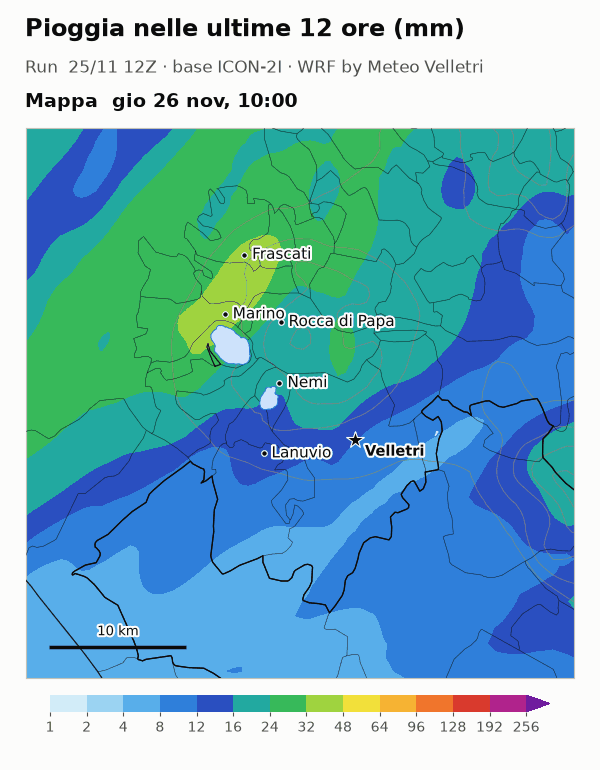 Pioggia nelle ultime 12 ore (mm)
Run  25/11 12Z · base ICON-2I · WRF by Meteo Velletri
Mappa  gio 26 nov, 10:00
Frascati
Marino
Rocca di Papa
Nemi
Velletri
Lanuvio
10 km
1 2 4 8 12 16 24 32 48 64 96 128 192 256